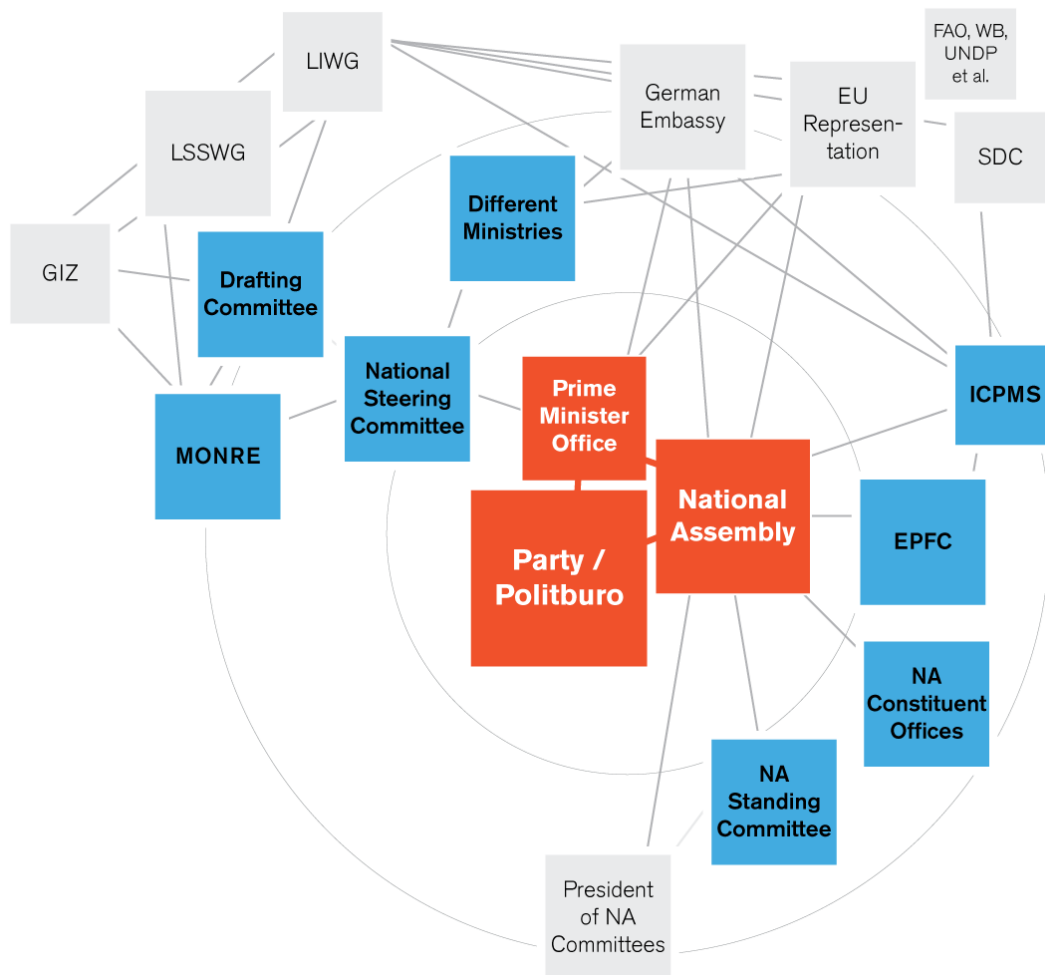 FAO, WB,
UNDP
et al.
LIWG
German
Embassy
EU
Represen-
tation
LSSWG
SDC
Different
Ministries
GIZ
Drafting
Committee
National
Steering
Committee
Prime
Minister
Office
ICPMS
MONRE
National
Assembly
EPFC
Party /
Politburo
NA
Constituent
Offices
NA
Standing
Committee
President
of NA
Committees